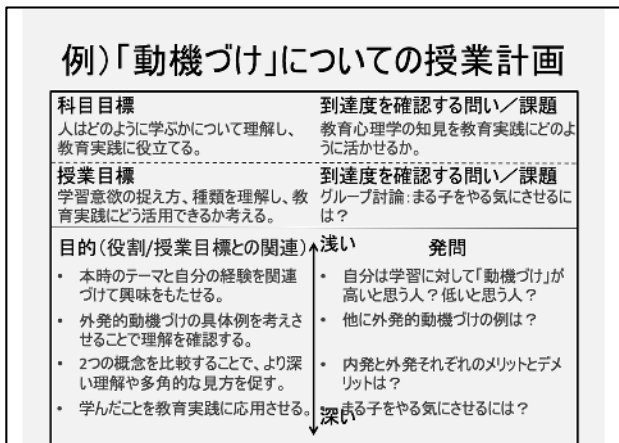 例)「動機づけ」についての授業計画
科目目標
人はどのように学ぶかについて理解し、
教育実践に役立てる。
到達度を確認する問い/課題
教育心理学の知見を教育実践にどのよ
うに活かせるか。
授業目標
学習意欲の捉え方、種類を理解し、教
育実践にどう活用できるか考える。
到達度を確認する問い/課題
グループ討論:まる子をやる気にさせるに
は?
目的(役割/授業目標との関連)
• 本時のテーマと自分の経験を関連
づけて興味をもたせる。
• 外発的動機づけの具体例を考えさ
せることで理解を確認する。
• 2つの概念を比較することで、より深
い理解や多角的な見方を促す。
• 学んだことを教育実践に応用させる。
浅い
深い
発問
• 自分は学習に対して「動機づけ」が
高いと思う人?低いと思う人?
• 他に外発的動機づけの例は?
• 内発と外発それぞれのメリットとデメ
リットは?
• まる子をやる気にさせるには?